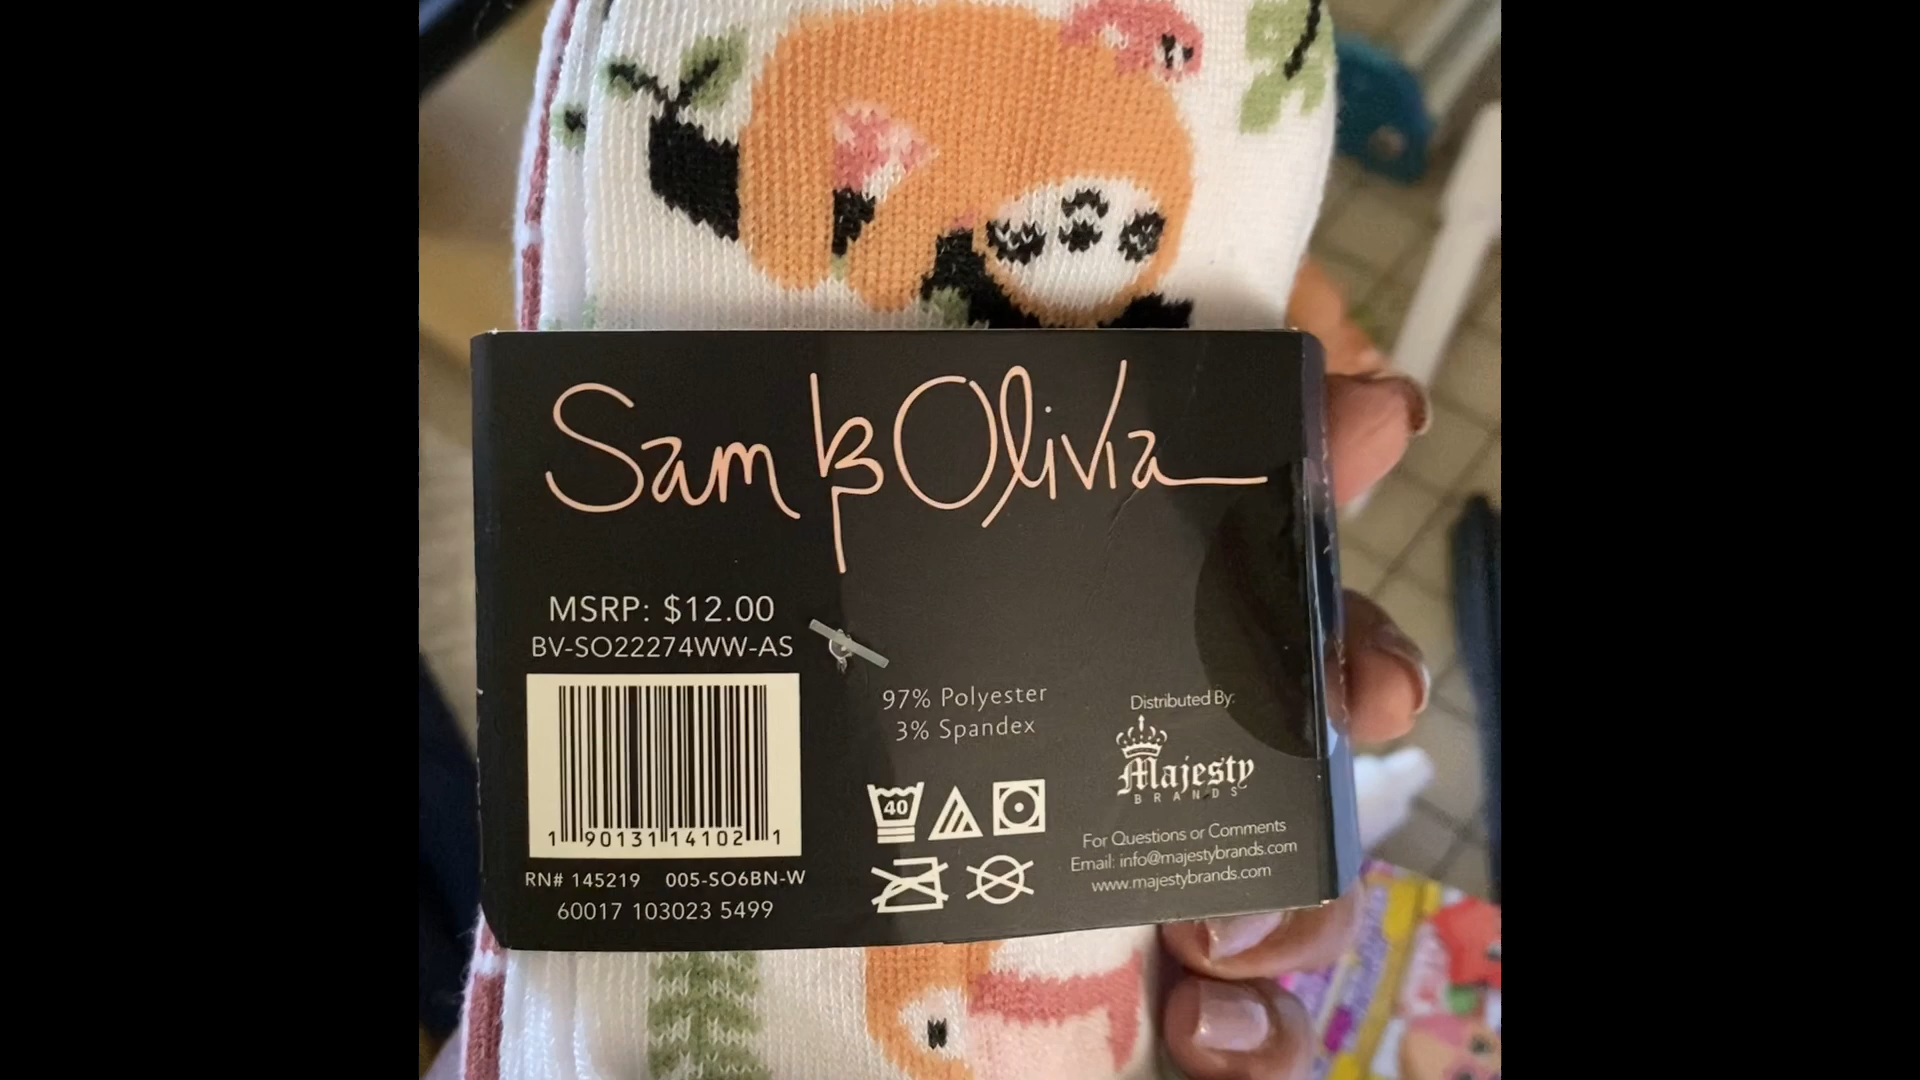 Sam & Olivia
MSRP: $12.00
BV-SO22274WW-AS
1 90131 14102 1
RN# 145219 005-SO6BN-W
60017 103023 5499
97% Polyester
3% Spandex
40
Distributed By:
Majesty
BRANDS
For Questions or Comments
Email: info@majestybrands.com
www.majestybrands.com